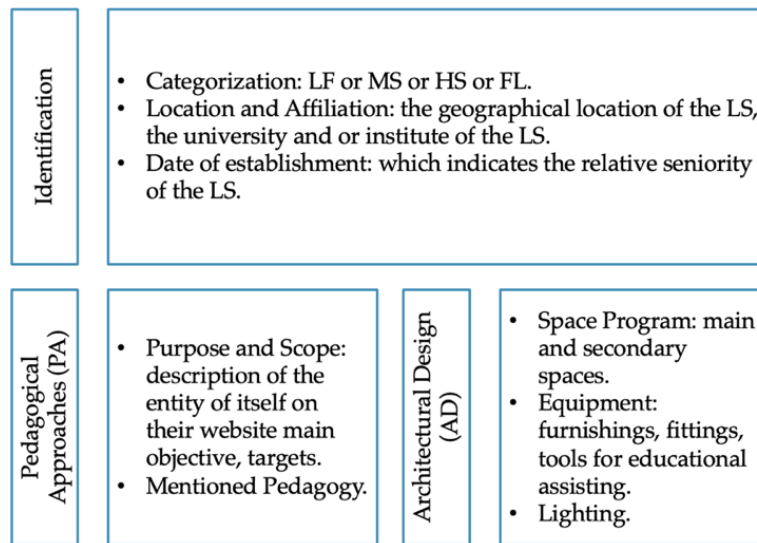 Identification
• Categorization: LF or MS or HS or FL.
• Location and Affiliation: the geographical location of the LS,
the university and or institute of the LS.
• Date of establishment: which indicates the relative seniority
of the LS.
Pedagogical
Approaches (PA)
• Purpose and Scope:
description of the
entity of itself on
their website main
objective, targets.
• Mentioned Pedagogy.
Architectural Design
(AD)
• Space Program: main
and secondary
spaces.
• Equipment:
furnishings, fittings,
tools for educational
assisting.
• Lighting.